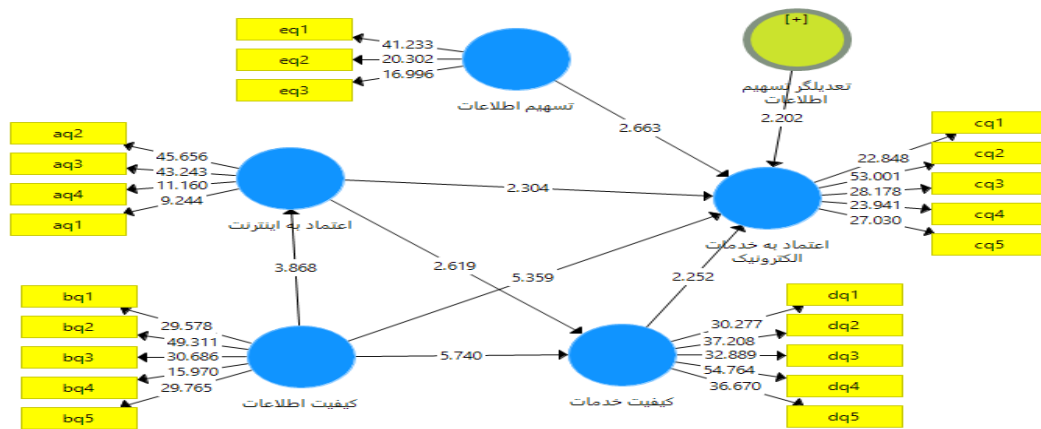 [+]
eq1
eq2
eq3
41.233
20.302
16.996
تسهیم اطلاعات
تعدیلگر تسهیم
اطلاعات
2.663
2.202
aq2
aq3
aq4
aq1
45.656
43.243
11.160
9.244
اعتماد به اینترنت
2.304
cq1
cq2
cq3
cq4
cq5
22.848
53.001
28.178
23.941
27.030
اعتماد به خدمات
الکترونیک
3.868
2.619
5.359
2.252
bq1
bq2
bq3
bq4
bq5
29.578
49.311
30.686
15.970
29.765
کیفیت اطلاعات
5.740
کیفیت خدمات
dq1
dq2
dq3
dq4
dq5
30.277
37.208
32.889
54.764
36.670